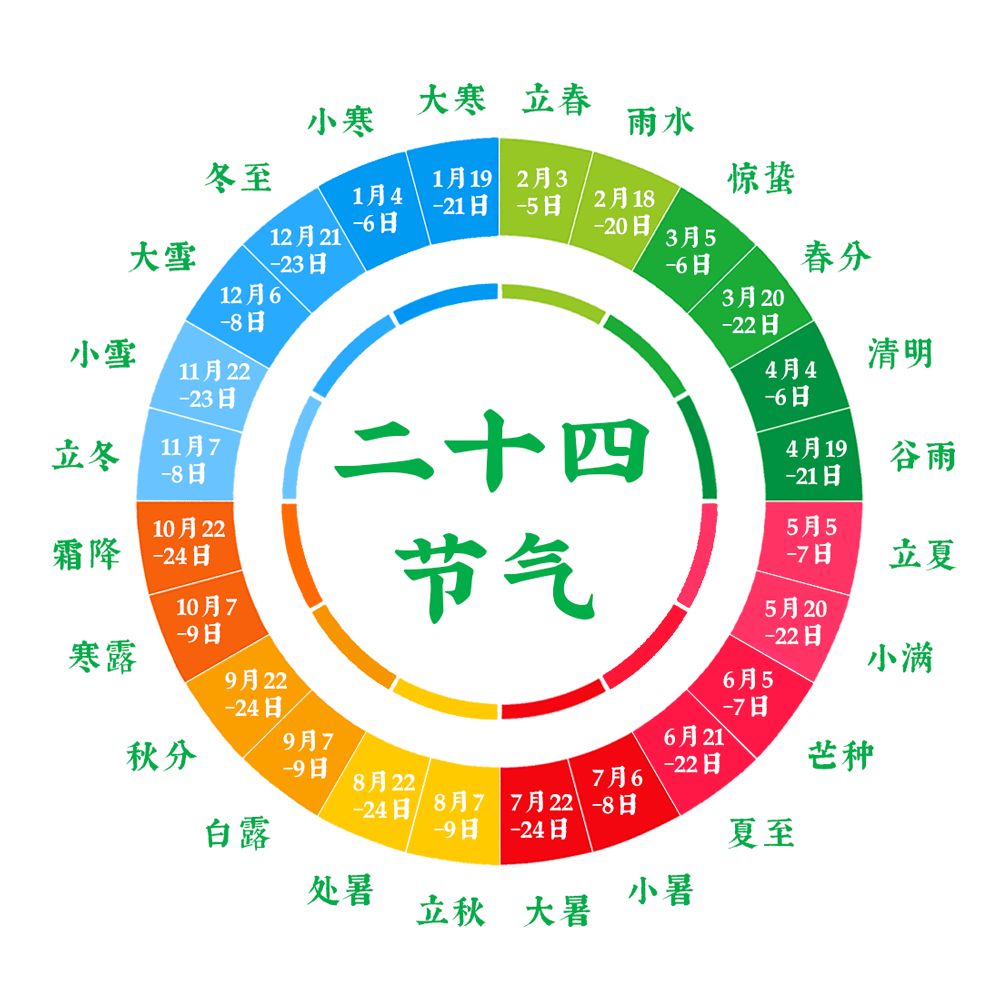 二十四
节气
立春
2月3
-5日
雨水
2月18
-20日
惊蛰
3月5
-6日
春分
3月20
-22日
清明
4月4
-6日
谷雨
4月19
-21日
立夏
5月5
-7日
小满
5月20
-22日
芒种
6月5
-7日
夏至
6月21
-22日
小暑
7月6
-8日
大暑
7月22
-24日
立秋
8月7
-9日
处暑
8月22
-24日
白露
9月7
-9日
秋分
9月22
-24日
寒露
10月7
-9日
霜降
10月22
-24日
立冬
11月7
-8日
小雪
11月22
-23日
大雪
12月6
-8日
冬至
12月21
-23日
小寒
1月4
-6日
大寒
1月19
-21日